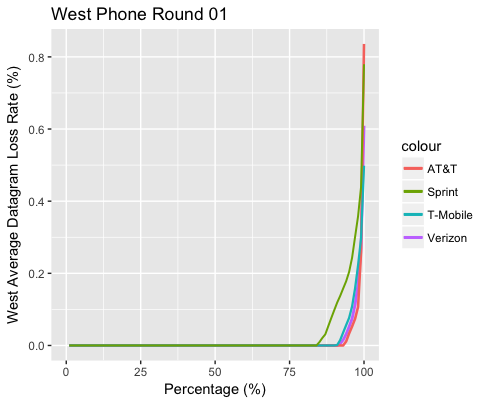 West Phone Round 01
West Average Datagram Loss Rate (%)
0.8
0.6
0.4
0.2
0.0
0 25 50 75 100
Percentage (%)
colour
AT&T
Sprint
T-Mobile
Verizon